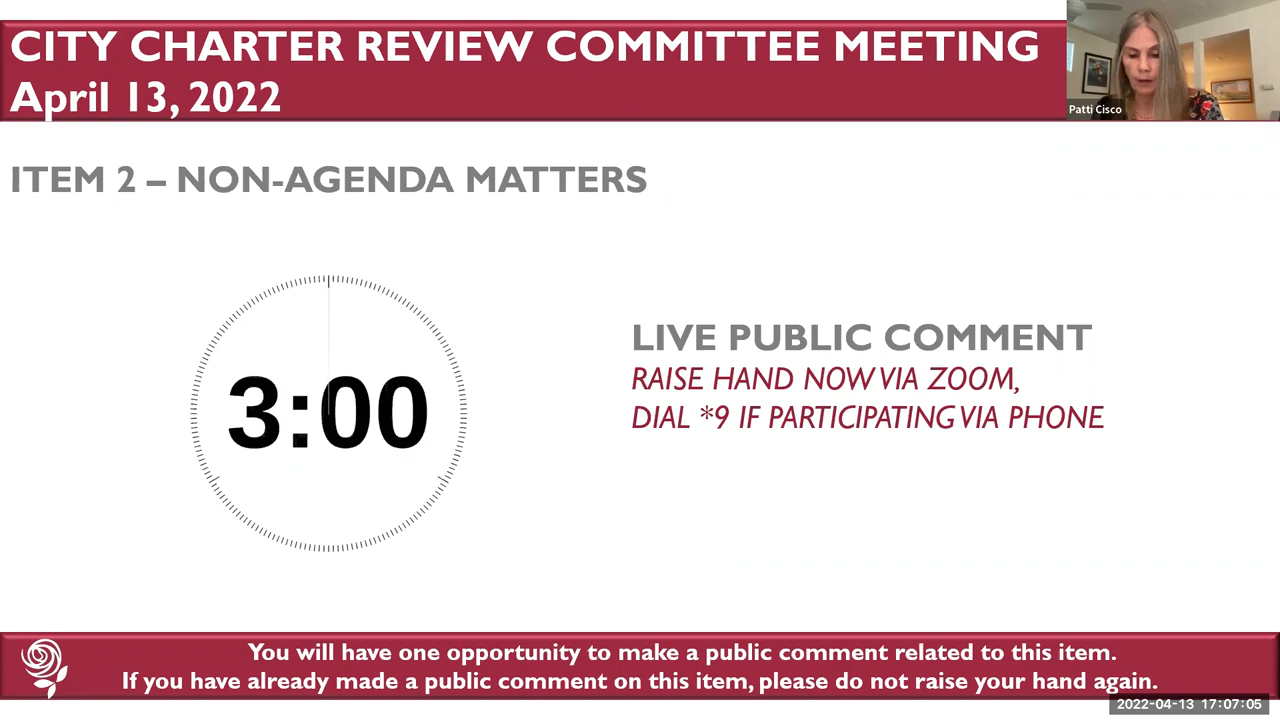 CITY CHARTER REVIEW COMMITTEE MEETING
April 13, 2022
Patti Cisco
ITEM 2 – NON-AGENDA MATTERS
3:00
LIVE PUBLIC COMMENT
RAISE HAND NOW VIA ZOOM,
DIAL *9 IF PARTICIPATING VIA PHONE
You will have one opportunity to make a public comment related to this item.
If you have already made a public comment on this item, please do not raise your hand again.
2022-04-13 17:07:05